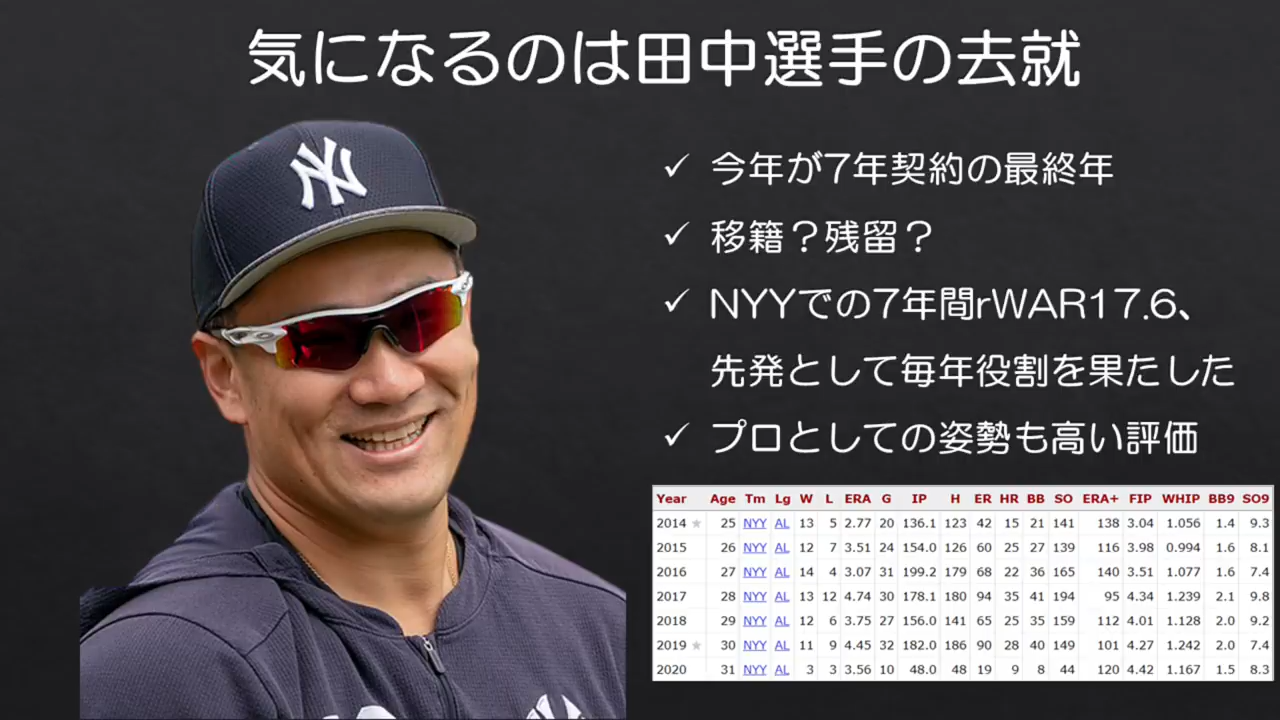 気になるのは田中選手の去就
✓ 今年が7年契約の最終年
✓ 移籍？残留？
✓ NYYでの7年間rWAR17.6、
先発として毎年役割を果たした
✓ プロとしての姿勢も高い評価
NY
Year Age Tm Lg W L ERA G IP H ER HR BB SO ERA+ FIP WHIP BB9 SO9
2014 ★ 25 NYY AL 13 5 2.77 20 136.1 123 42 15 21 141 138 3.04 1.056 1.4 9.3
2015 26 NYY AL 12 7 3.51 24 154.0 126 60 25 27 139 116 3.98 0.994 1.6 8.1
2016 27 NYY AL 14 4 3.07 31 199.2 179 68 22 36 165 140 3.51 1.077 1.6 7.4
2017 28 NYY AL 13 12 4.74 30 178.1 180 94 35 41 194 95 4.34 1.239 2.1 9.8
2018 29 NYY AL 12 6 3.75 27 156.0 141 65 25 35 159 112 4.01 1.128 2.0 9.2
2019 ★ 30 NYY AL 11 9 4.45 32 182.0 186 90 28 40 149 101 4.27 1.242 2.0 7.4
2020 31 NYY AL 3 3 3.56 10 48.0 48 19 9 8 44 120 4.42 1.167 1.5 8.3